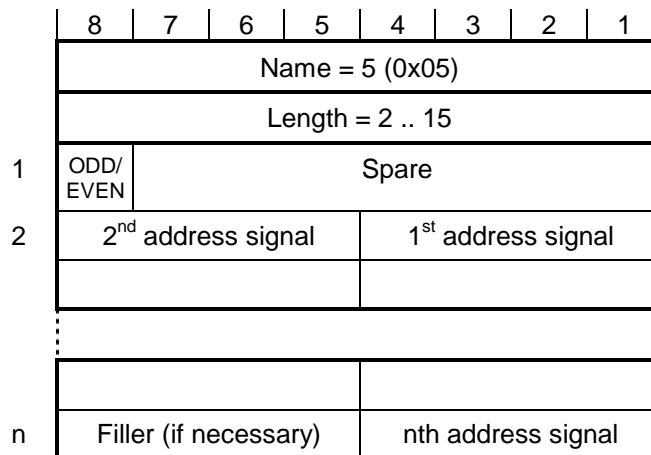 8 7 6 5 4 3 2 1
Name = 5 (0x05)
Length = 2 .. 15
1 ODD/ Spare
EVEN
2 2nd address signal 1st address signal
n Filler (if necessary) nth address signal